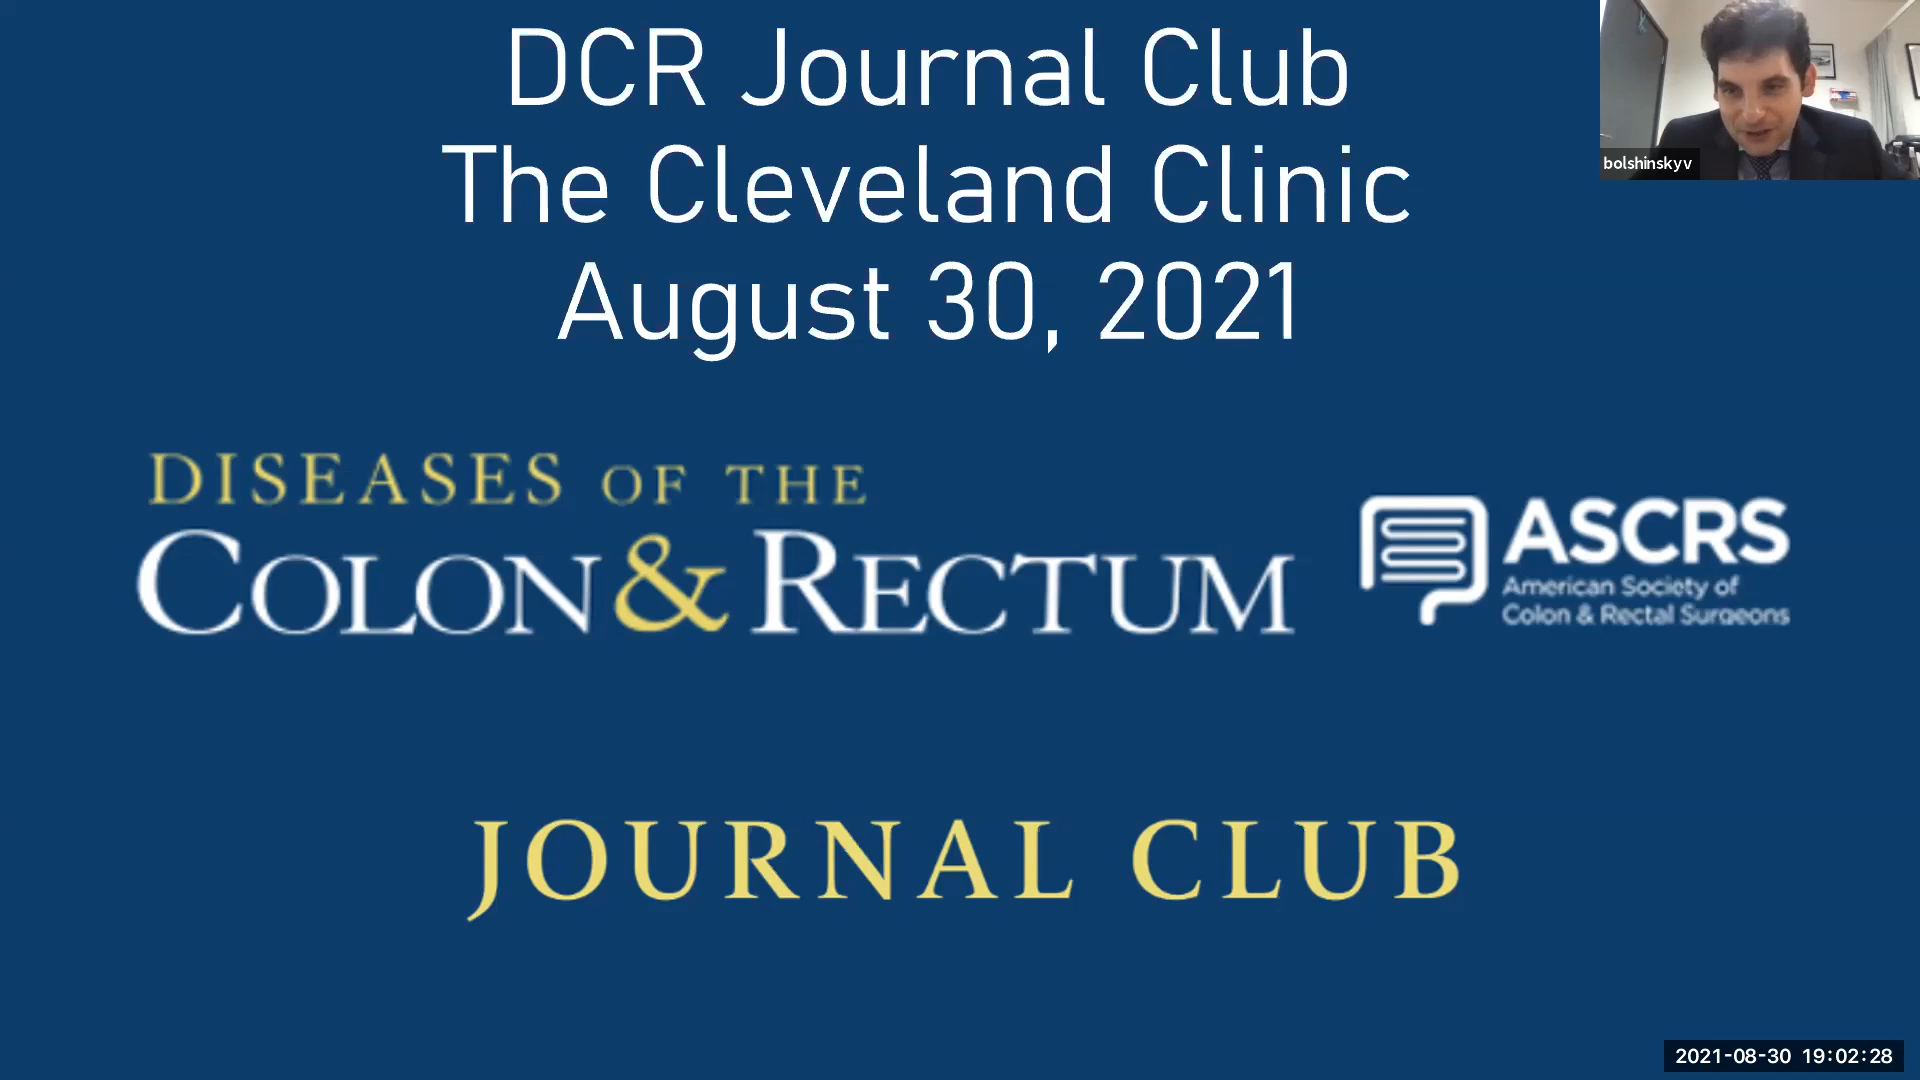 DCR Journal Club
The Cleveland Clinic
August 30, 2021
bolshinskyv
DISEASES OF THE
COLON & RECTUM
ASCRS
American Society of
Colon & Rectal Surgeons
JOURNAL CLUB
2021-08-30 19:02:28